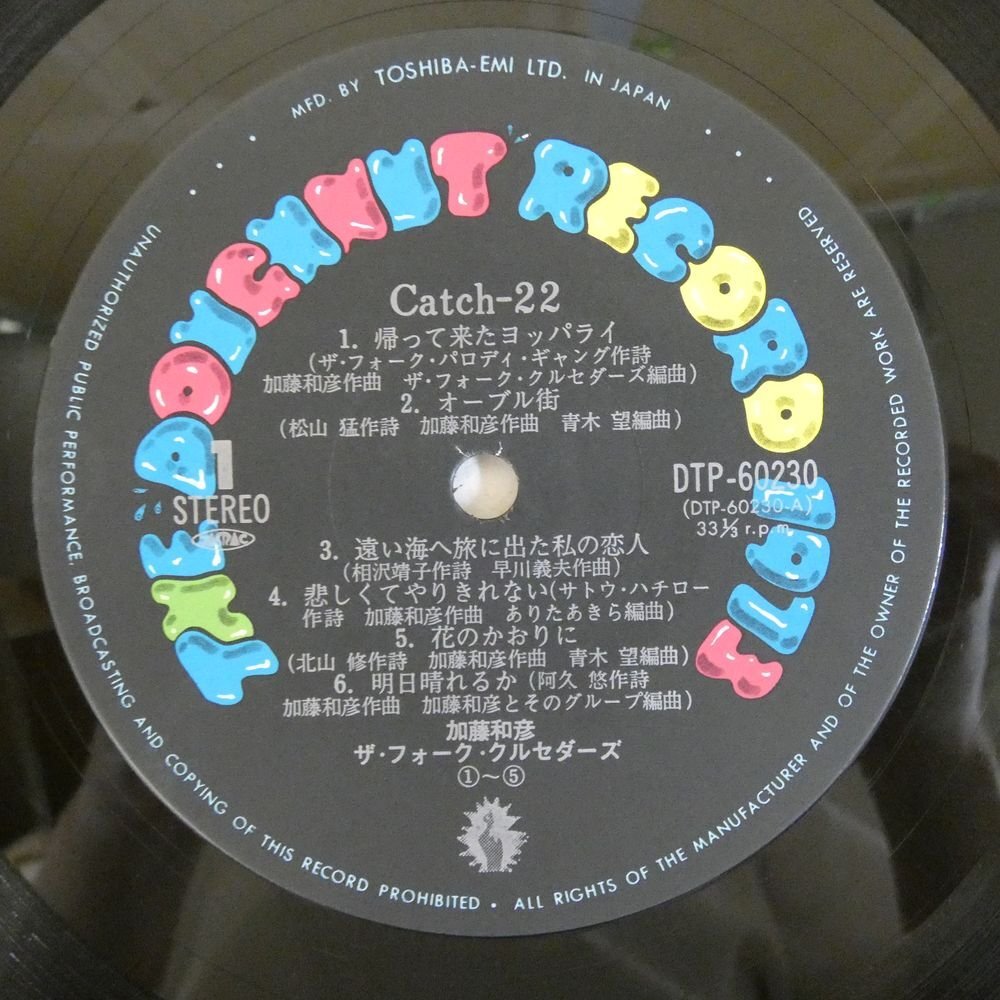 MFD. BY TOSHIBA-EMI LTD. IN JAPAN
THE DOUGHNUT RECORD HOLE
Catch-22
1. 帰って来たヨッパライ
(ザ・フォーク・パロディ・ギャング作詩
加藤和彦作曲 ザ・フォーク・クルセダーズ編曲)
2. オーブル街
(松山 猛作詩 加藤和彦作曲 青木 望編曲)
1
STEREO
DTP-60230
(DTP-60230-A)
33⅓ r.p.m.
3. 遠い海へ旅に出た私の恋人
(相沢靖子作詩 早川義夫作曲)
4. 悲しくてやりきれない(サトウ・ハチロー
作詩 加藤和彦作曲 ありたあきら編曲)
5. 花のかおりに
(北山 修作詩 加藤和彦作曲 青木 望編曲)
6. 明日晴れるか (阿久 悠作詩
加藤和彦作曲 加藤和彦とそのグループ編曲)
加藤和彦
ザ・フォーク・クルセダーズ
①～⑤
UNAUTHORIZED PUBLIC PERFORMANCE, BROADCASTING AND COPYING OF THIS RECORD PROHIBITED • ALL RIGHTS OF THE MANUFACTURER AND OF THE OWNER OF THE RECORDED WORK ARE RESERVED